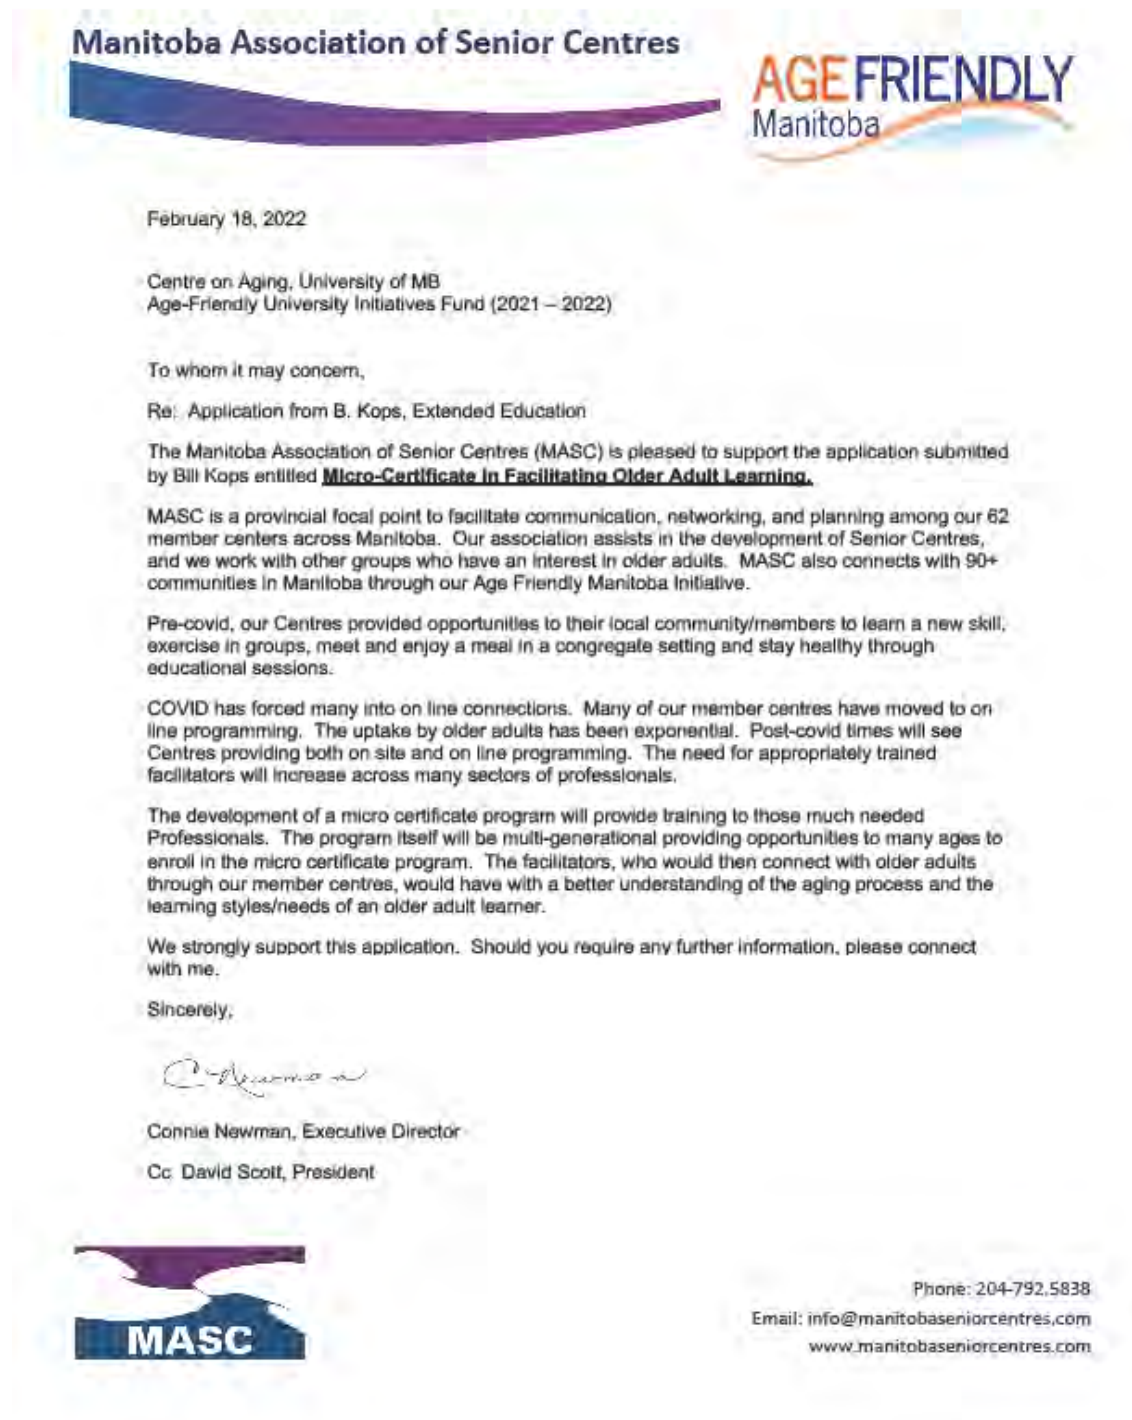 Manitoba Association of Senior Centres
AGEFRIENDLY
Manitoba
February 18, 2022
Centre on Aging, University of MB
Age-Friendly University Initiatives Fund (2021 – 2022)
To whom it may concern,
Re: Application from B. Kops, Extended Education
The Manitoba Association of Senior Centres (MASC) is pleased to support the application submitted
by Bill Kops entitled Micro-Certificate in Facilitating Older Adult Learning.
MASC is a provincial focal point to facilitate communication, networking, and planning among our 62
member centers across Manitoba. Our association assists in the development of Senior Centres,
and we work with other groups who have an interest in older adults. MASC also connects with 90+
communities in Manitoba through our Age Friendly Manitoba Initiative.
Pre-covid, our Centres provided opportunities to their local community/members to learn a new skill,
exercise in groups, meet and enjoy a meal in a congregate setting and stay healthy through
educational sessions.
COVID has forced many into on line connections. Many of our member centres have moved to on
line programming. The uptake by older adults has been exponential. Post-covid times will see
Centres providing both on site and on line programming. The need for appropriately trained
facilitators will increase across many sectors of professionals.
The development of a micro certificate program will provide training to those much needed
Professionals. The program itself will be multi-generational providing opportunities to many ages to
enroll in the micro certificate program. The facilitators, who would then connect with older adults
through our member centres, would have with a better understanding of the aging process and the
learning styles/needs of an older adult learner.
We strongly support this application. Should you require any further information, please connect
with me.
Sincerely,
C Newman
Connie Newman, Executive Director
Cc David Scott, President
MASC
Phone: 204-792.5838
Email: info@manitobaseniorcentres.com
www.manitobaseniorcentres.com